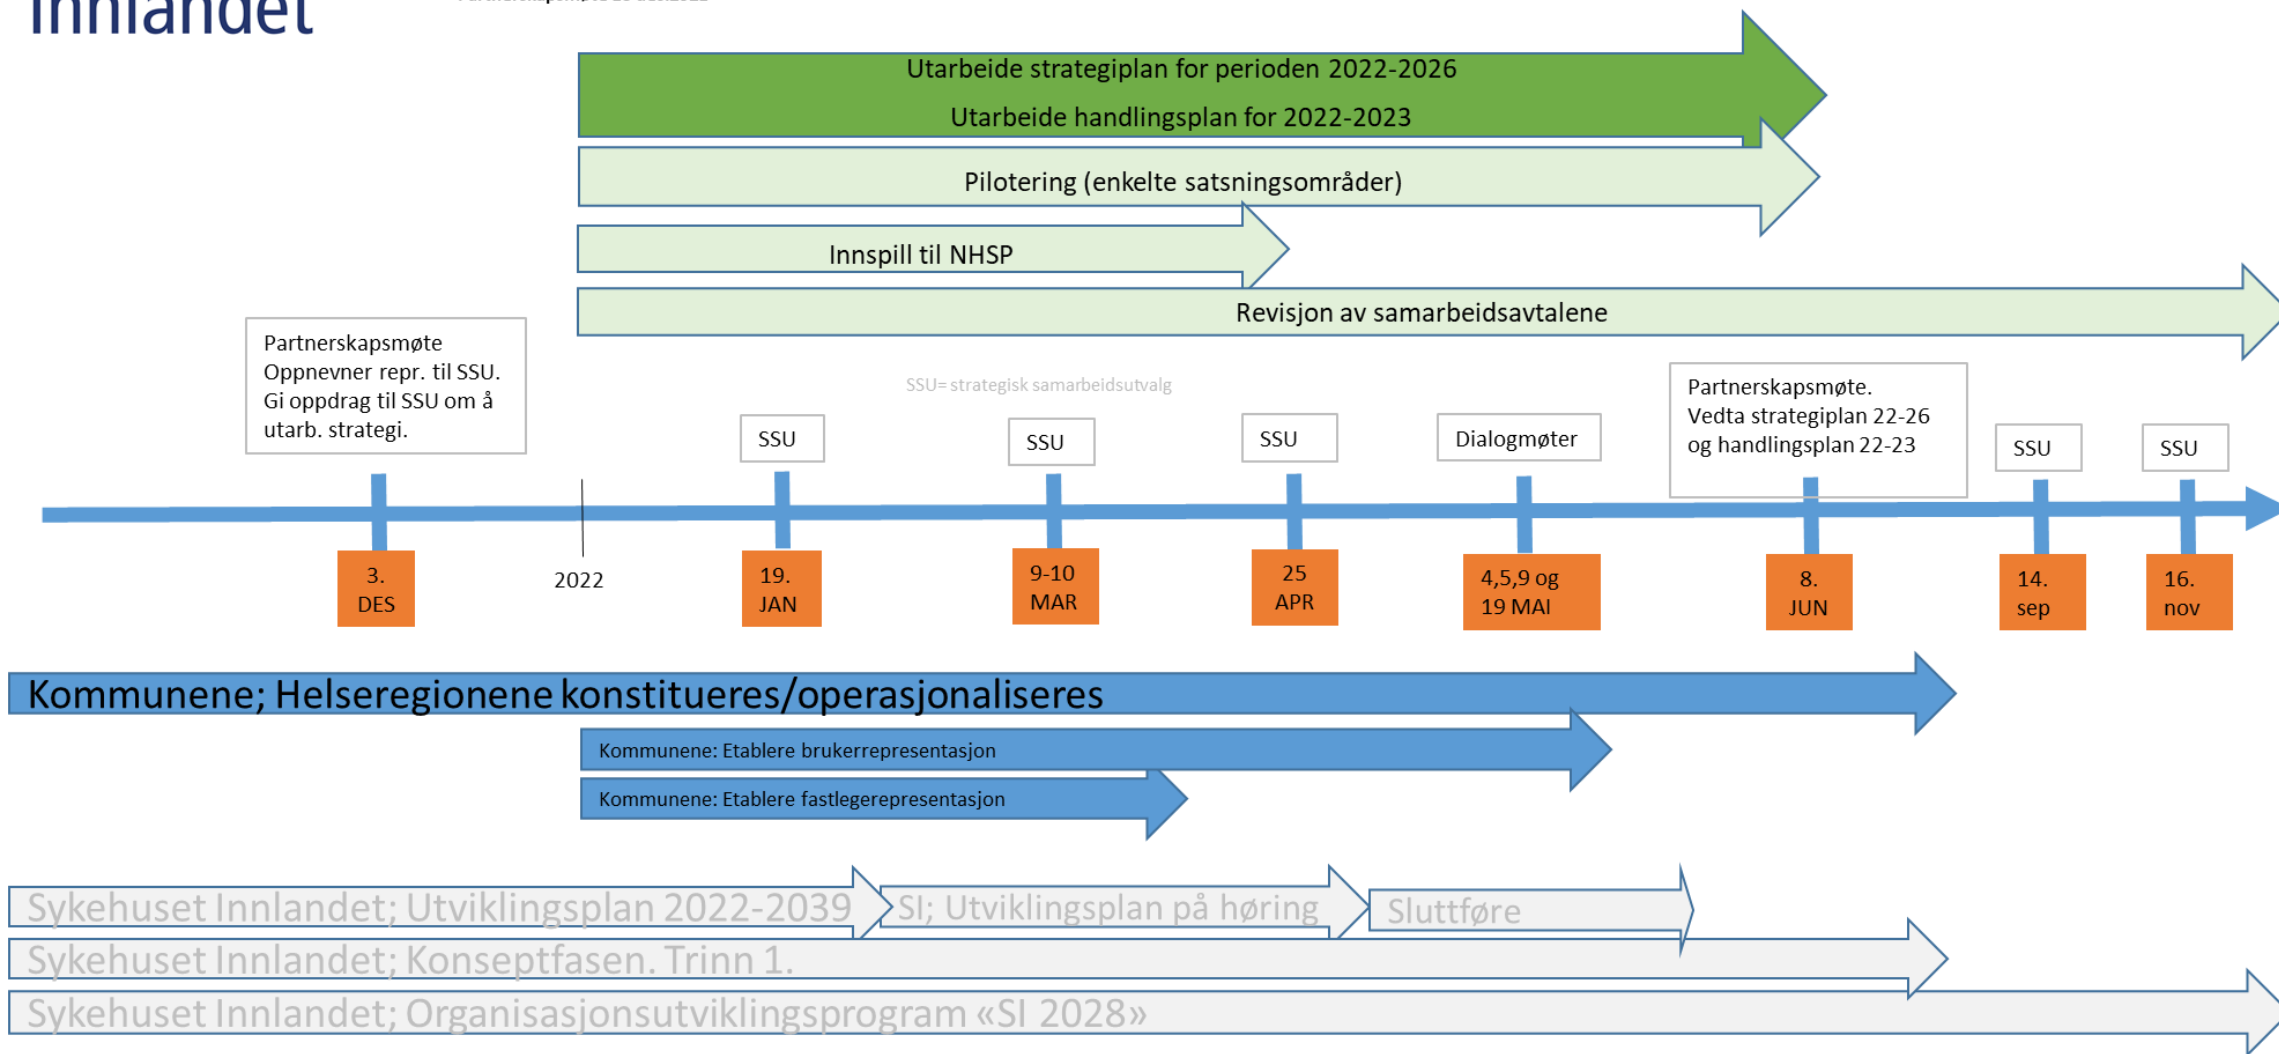 Innlandet
Utarbeide strategiplan for perioden 2022-2026
Utarbeide handlingsplan for 2022-2023
Pilotering (enkelte satsningsområder)
Innspill til NHSP
Revisjon av samarbeidsavtalene
Partnerskapsmøte
Oppnevner repr. til SSU.
Gi oppdrag til SSU om å
utarb. strategi.
SSU= strategisk samarbeidsutvalg
SSU
SSU
SSU
Dialogmøter
Partnerskapsmøte.
Vedta strategiplan 22-26
og handlingsplan 22-23
SSU
SSU
3.
DES
2022
19.
JAN
9-10
MAR
25
APR
4,5,9 og
19 MAI
8.
JUN
14.
sep
16.
nov
Kommunene; Helseregionene konstitueres/operasjonaliseres
Kommunene: Etablere brukerrepresentasjon
Kommunene: Etablere fastlegerepresentasjon
Sykehuset Innlandet; Utviklingsplan 2022-2039
SI; Utviklingsplan på høring
Sluttføre
Sykehuset Innlandet; Konseptfasen. Trinn 1.
Sykehuset Innlandet; Organisasjonsutviklingsprogram «SI 2028»